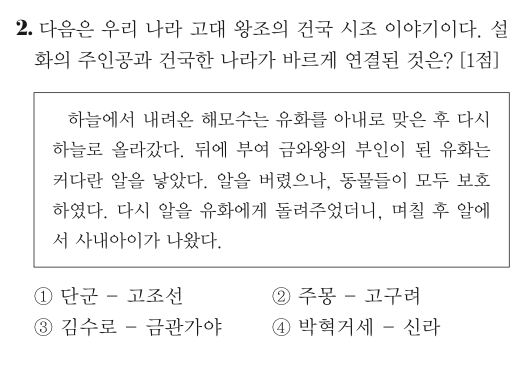 2. 다음은 우리 나라 고대 왕조의 건국 시조 이야기이다. 설
화의 주인공과 건국한 나라가 바르게 연결된 것은? [1점]
하늘에서 내려온 해모수는 유화를 아내로 맞은 후 다시
하늘로 올라갔다. 뒤에 부여 금와왕의 부인이 된 유화는
커다란 알을 낳았다. 알을 버렸으나, 동물들이 모두 보호
하였다. 다시 알을 유화에게 돌려주었더니, 며칠 후 알에
서 사내아이가 나왔다.
① 단군 - 고조선 ② 주몽 - 고구려
③ 김수로 - 금관가야 ④ 박혁거세 - 신라